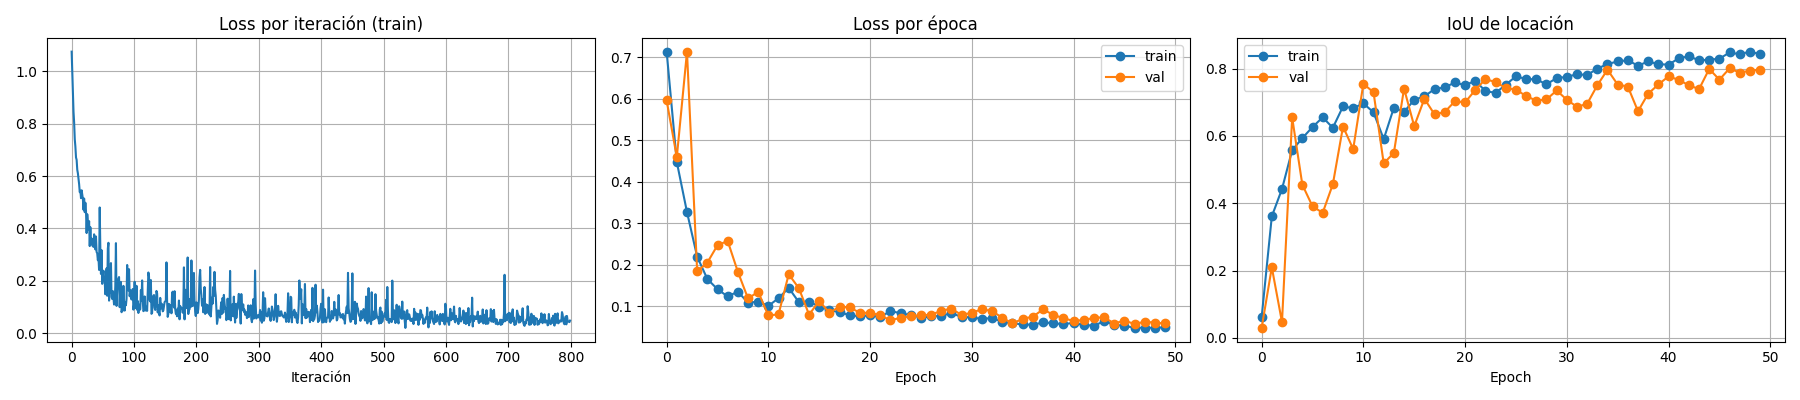 Loss por iteración (train)
1.0
0.8
0.6
0.4
0.2
0.0
0 100 200 300 400 500 600 700 800
Iteración
Loss por época
train
val
0.7
0.6
0.5
0.4
0.3
0.2
0.1
0 10 20 30 40 50
Epoch
IoU de locación
train
val
0.8
0.6
0.4
0.2
0.0
0 10 20 30 40 50
Epoch